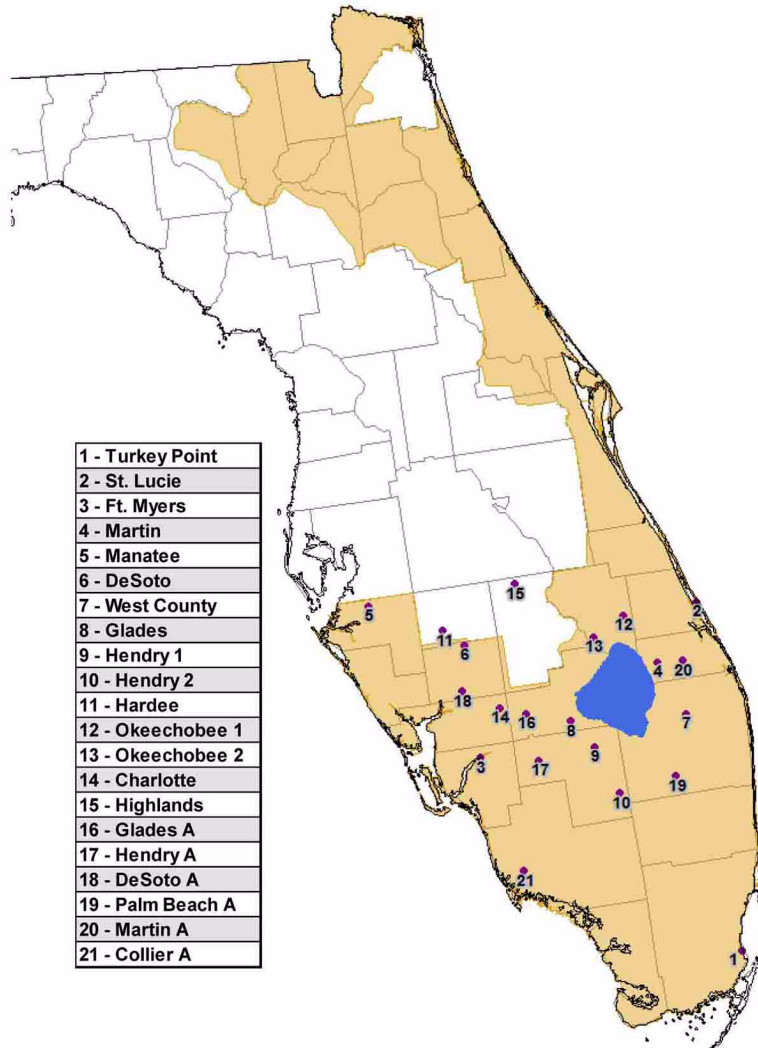 1 - Turkey Point
2 - St. Lucie
3 - Ft. Myers
4 - Martin
5 - Manatee
6 - DeSoto
7 - West County
8 - Glades
9 - Hendry 1
10 - Hendry 2
11 - Hardee
12 - Okeechobee 1
13 - Okeechobee 2
14 - Charlotte
15 - Highlands
16 - Glades A
17 - Hendry A
18 - DeSoto A
19 - Palm Beach A
20 - Martin A
21 - Collier A
15
5
2
12
11
13
6
4
20
18
14
16
8
7
9
3
17
19
10
21
1